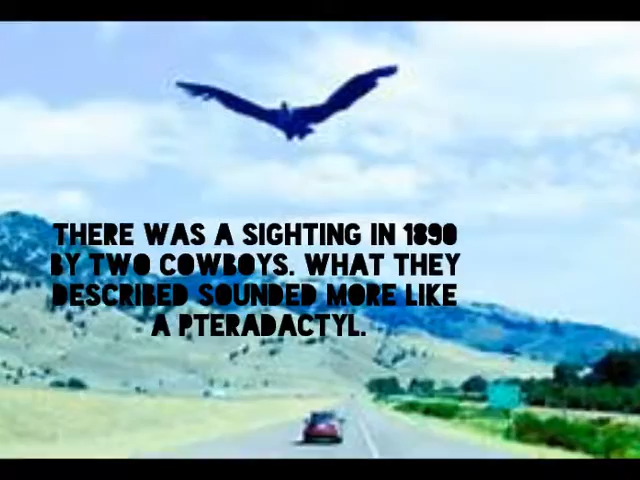 THERE WAS A SIGHTING IN 1890
BY TWO COWBOYS. WHAT THEY
DESCRIBED SOUNDED MORE LIKE
A PTERADACTYL.